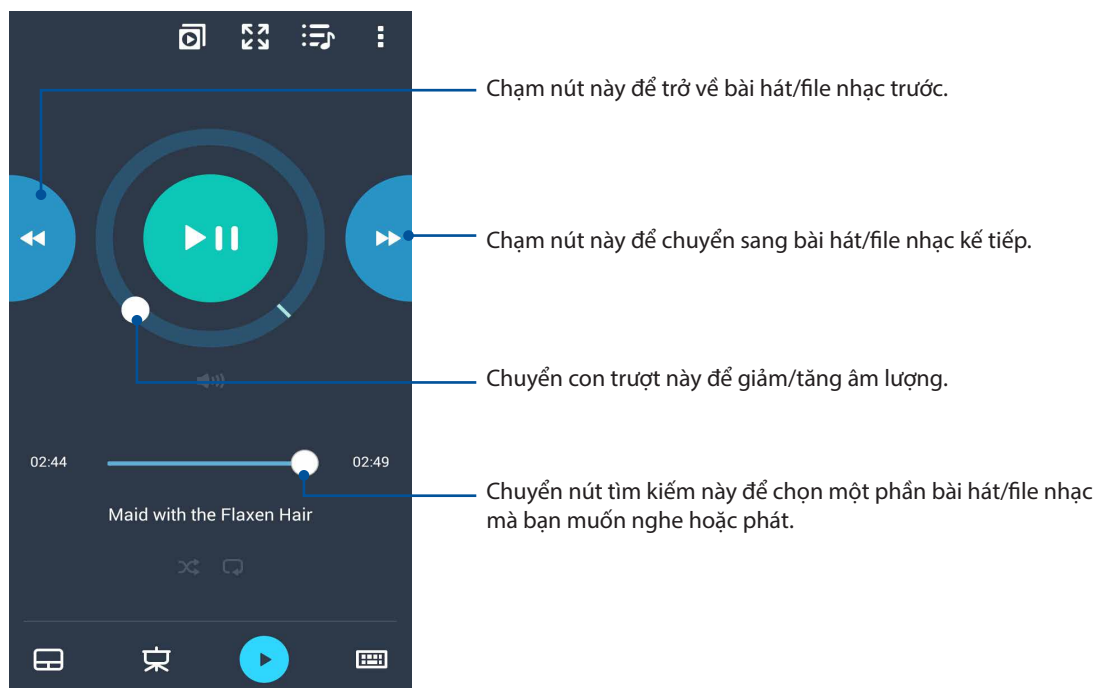 Chạm nút này để trở về bài hát/file nhạc trước.
Chạm nút này để chuyển sang bài hát/file nhạc kế tiếp.
Chuyển con trượt này để giảm/tăng âm lượng.
02:44
02:49
Chuyển nút tìm kiếm này để chọn một phần bài hát/file nhạc
mà bạn muốn nghe hoặc phát.
Maid with the Flaxen Hair